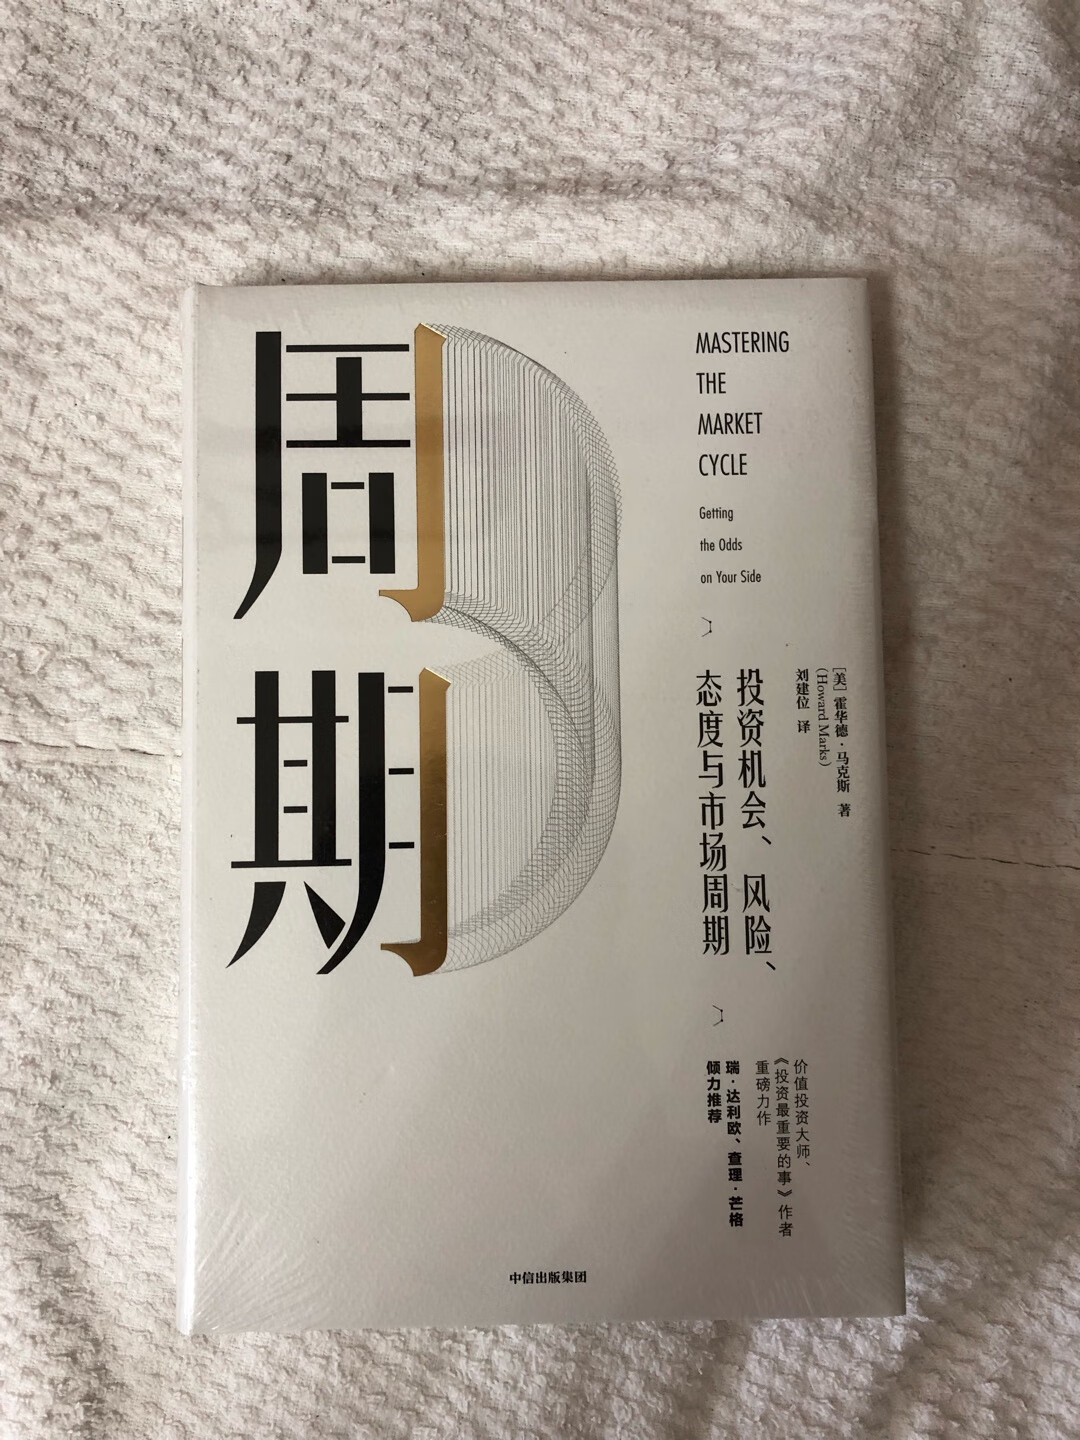 周期
MASTERING
THE
MARKET
CYCLE
Getting
the Odds
on Your Side
投资机会、风险、
态度与市场周期
[美] 霍华德·马克斯 著
(Howard Marks)
刘建位 译
价值投资大师、
《投资最重要的事》作者
重磅力作
瑞·达利欧、查理·芒格
倾力推荐
中信出版集团